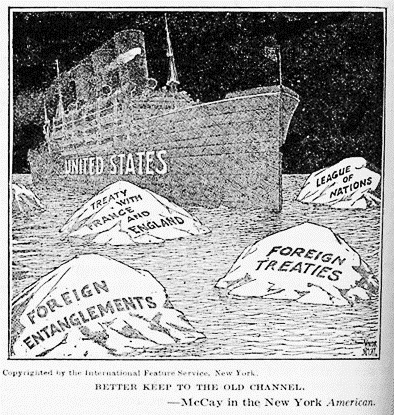 UNITED STATES
LEAGUE
OF
NATIONS
TREATY
WITH
FRANCE
AND
ENGLAND
FOREIGN
TREATIES
FOREIGN
ENTANGLEMENTS
Copyrighted by the International Feature Service, New York.
BETTER KEEP TO THE OLD CHANNEL.
—McCay in the New York American.